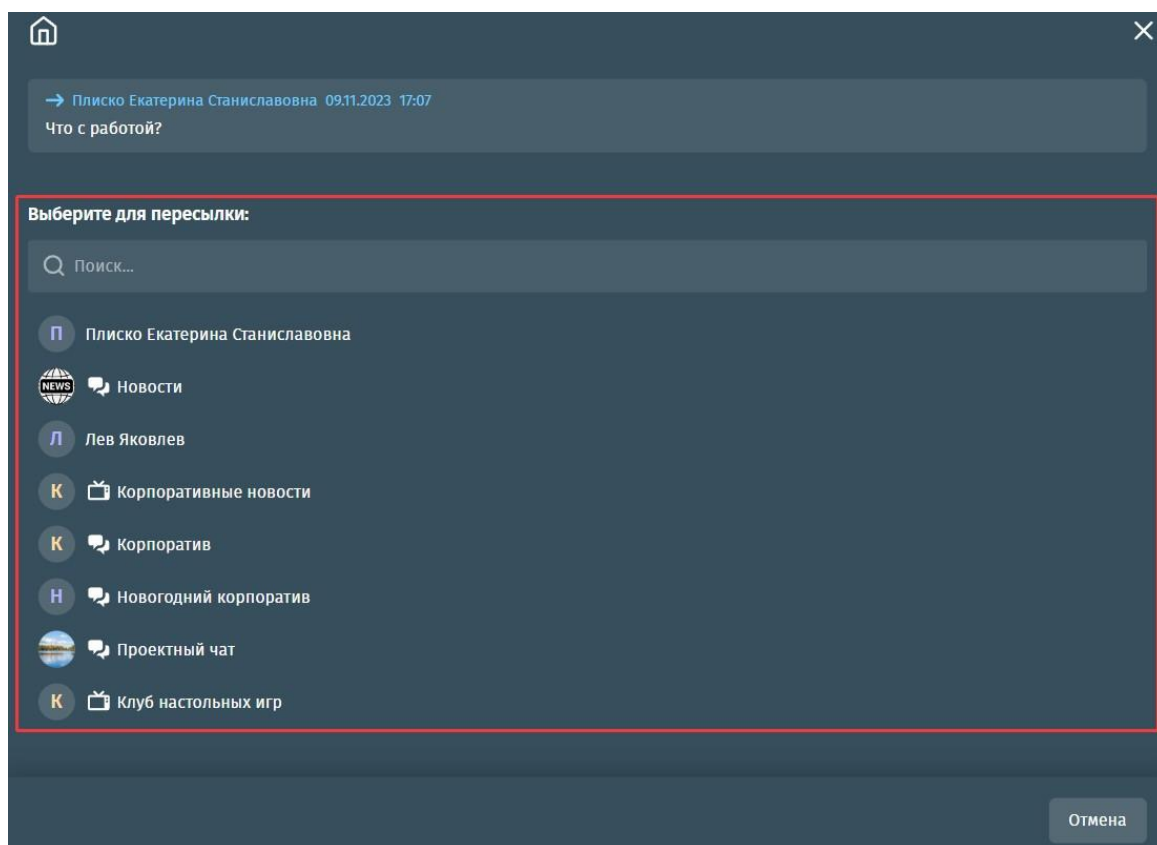 Плиско Екатерина Станиславовна 09.11.2023 17:07
Что с работой?
Выберите для пересылки:
Поиск...
П Плиско Екатерина Станиславовна
NEWS Новости
Л Лев Яковлев
К Корпоративные новости
К Корпоратив
Н Новогодний корпоратив
Проектный чат
К Клуб настольных игр
Отмена